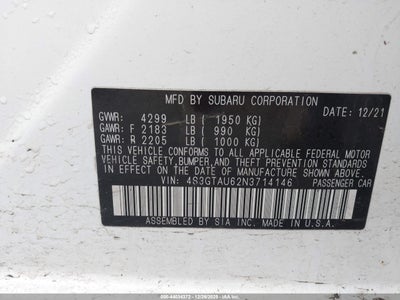 MFD BY SUBARU CORPORATION
GVWR: 4299 LB ( 1950 KG) DATE: 12/21
GAWR: F 2183 LB ( 990 KG)
GAWR: R 2205 LB ( 1000 KG)
THIS VEHICLE CONFORMS TO ALL APPLICABLE FEDERAL MOTOR
VEHICLE SAFETY, BUMPER, AND THEFT PREVENTION STANDARDS
IN EFFECT ON THE DATE OF MANUFACTURE SHOWN ABOVE.
VIN: 4S3GTAU62N3714146 PASSENGER CAR
ASSEMBLED BY SIA INC. MADE IN U.S.A.